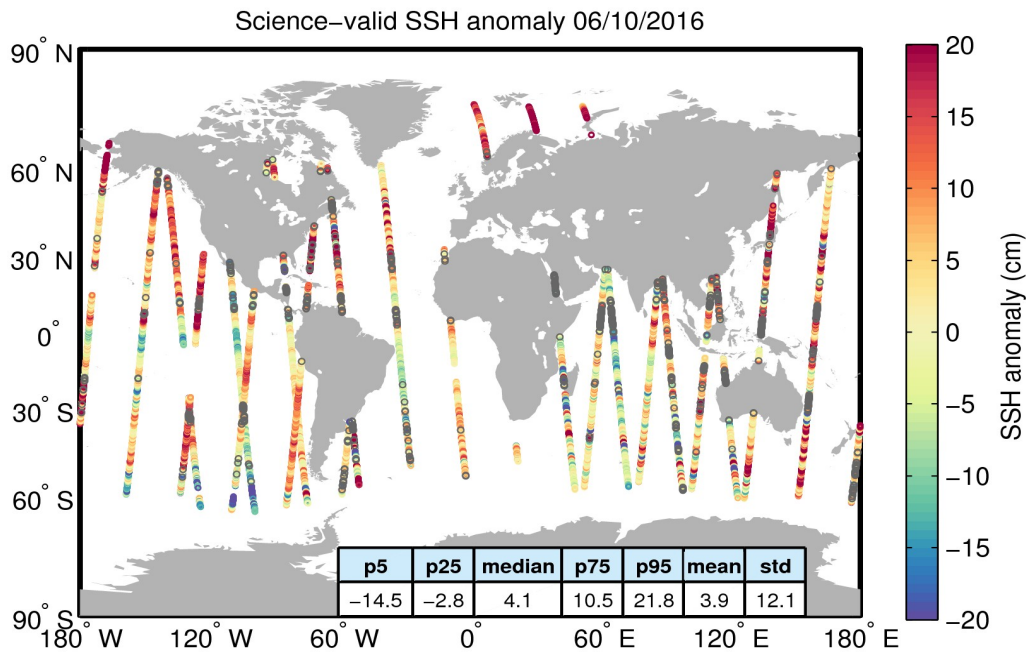 Science−valid SSH anomaly 06/10/2016
90° N
60° N
30° N
0°
30° S
60° S
90° S
180° W
120° W
60° W
0°
60° E
120° E
180° E
p5 p25 median p75 p95 mean std
−14.5 −2.8 4.1 10.5 21.8 3.9 12.1
20
15
10
5
0
−5
−10
−15
−20
SSH anomaly (cm)